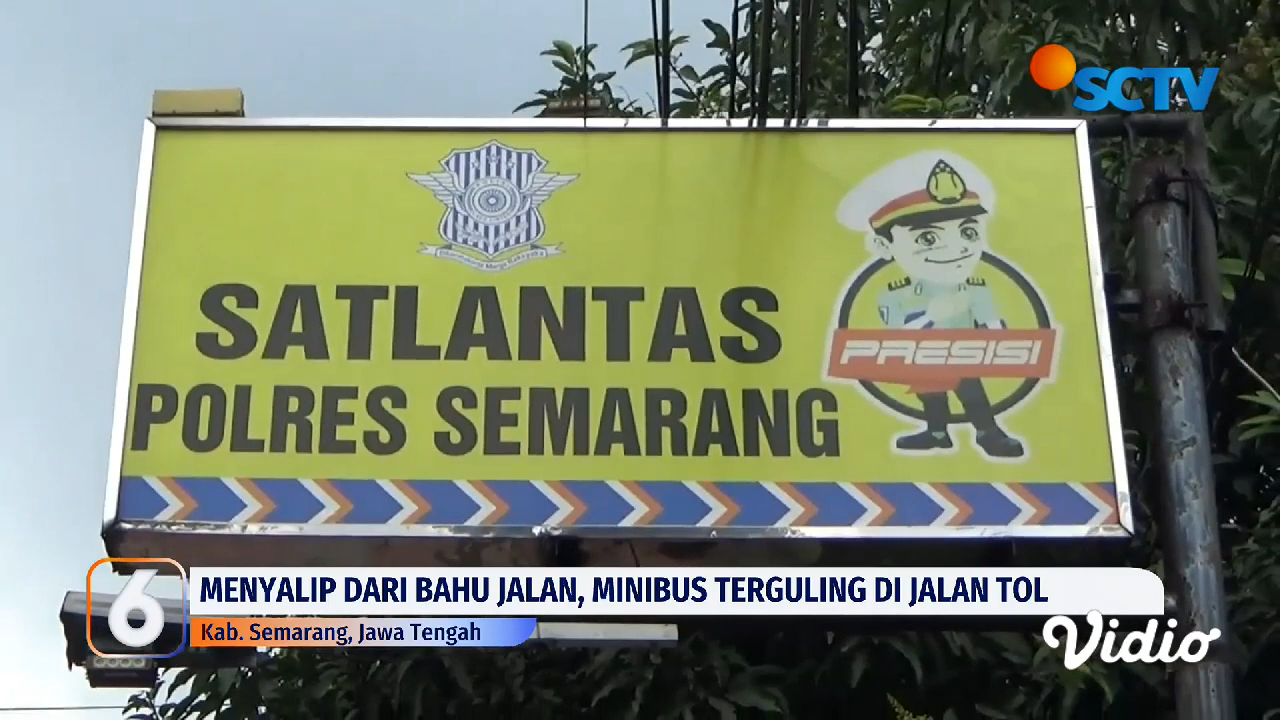 SCTV
SATLANTAS
POLRES SEMARANG
PRESISI
6
MENYALIP DARI BAHU JALAN, MINIBUS TERGULING DI JALAN TOL
Kab. Semarang, Jawa Tengah
Vidio